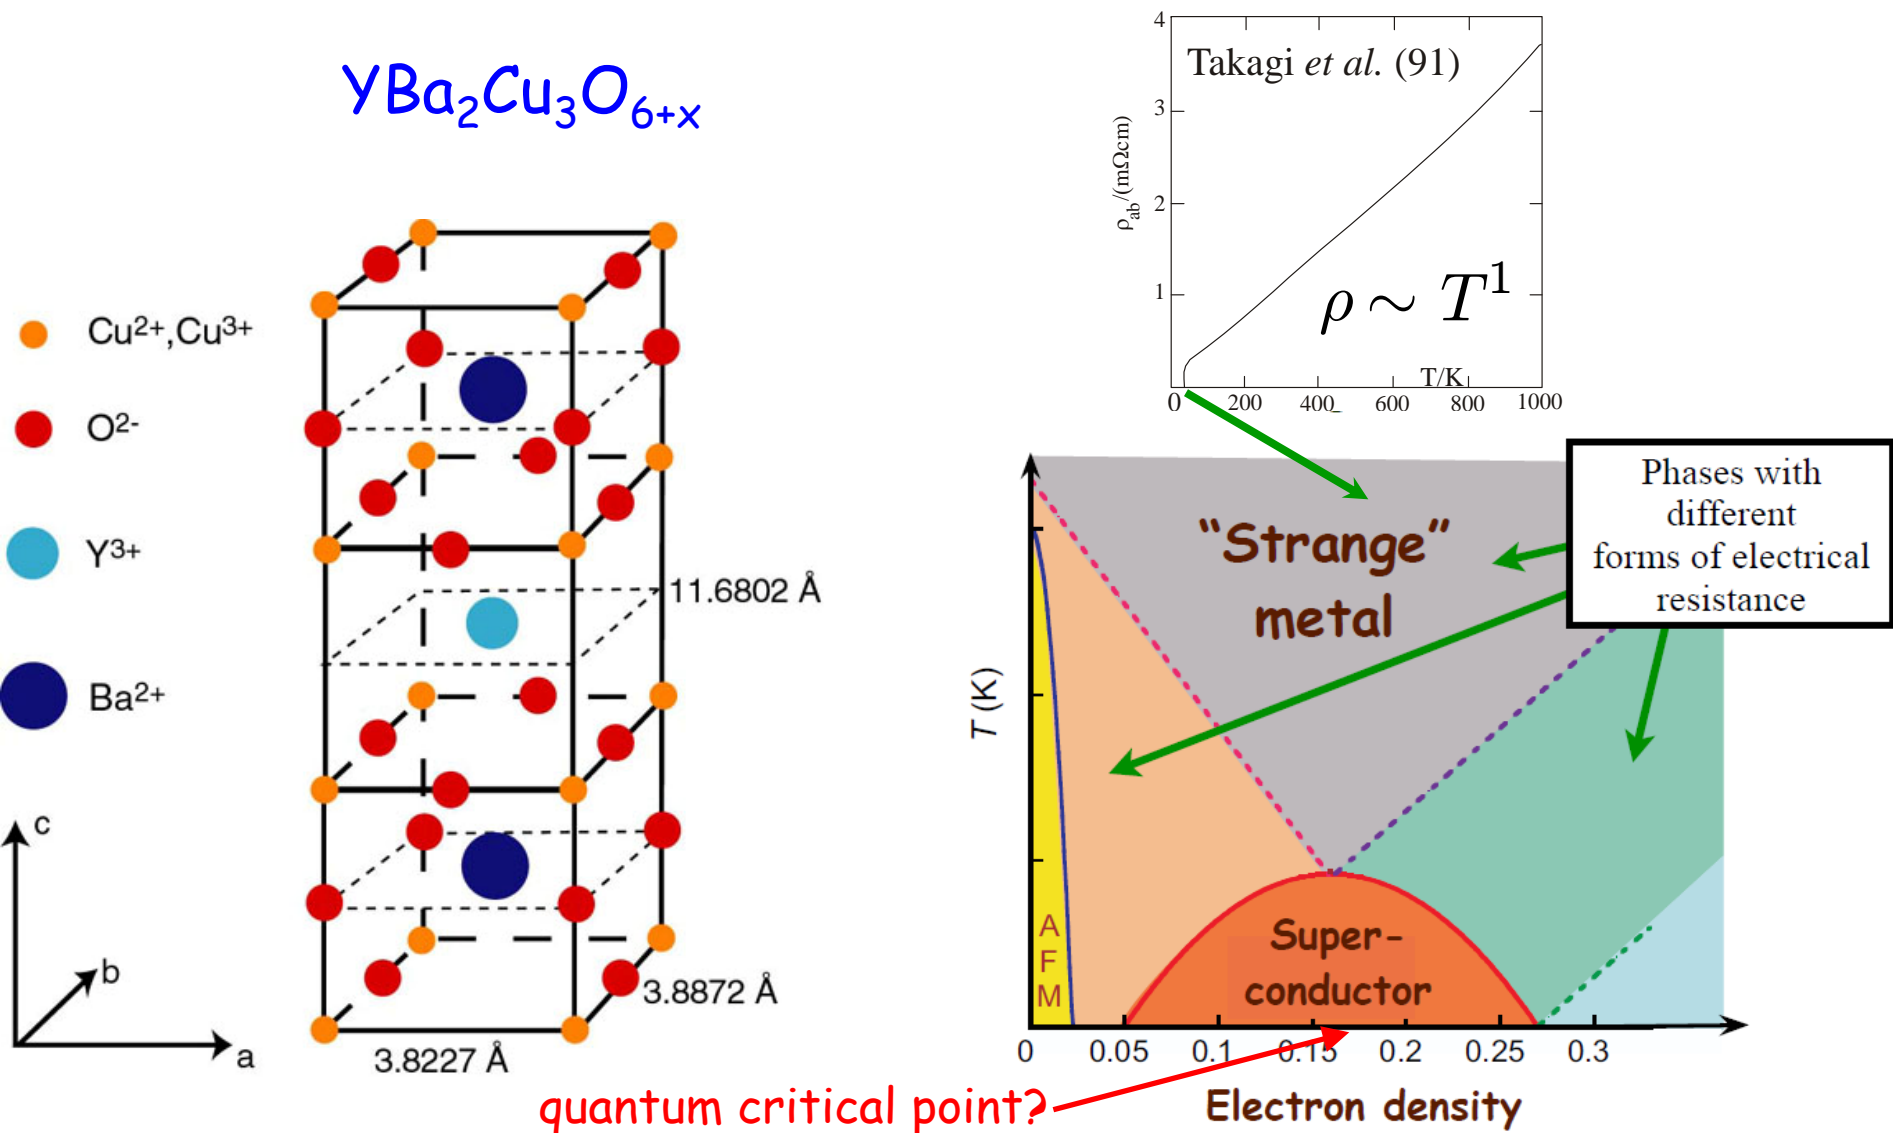 YBa₂Cu₃O₆₊ₓ
Cu²⁺,Cu³⁺
O²⁻
Y³⁺
Ba²⁺
c
b
a
11.6802 Å
3.8872 Å
3.8227 Å
Takagi et al. (91)
ρab/(mΩcm)
4
3
2
1
ρ ~ T¹
T/K
0 200 400 600 800 1000
Phases with
different
forms of electrical
resistance
“Strange”
metal
T (K)
A
F
M
Super-
conductor
0 0.05 0.1 0.15 0.2 0.25 0.3
quantum critical point?
Electron density